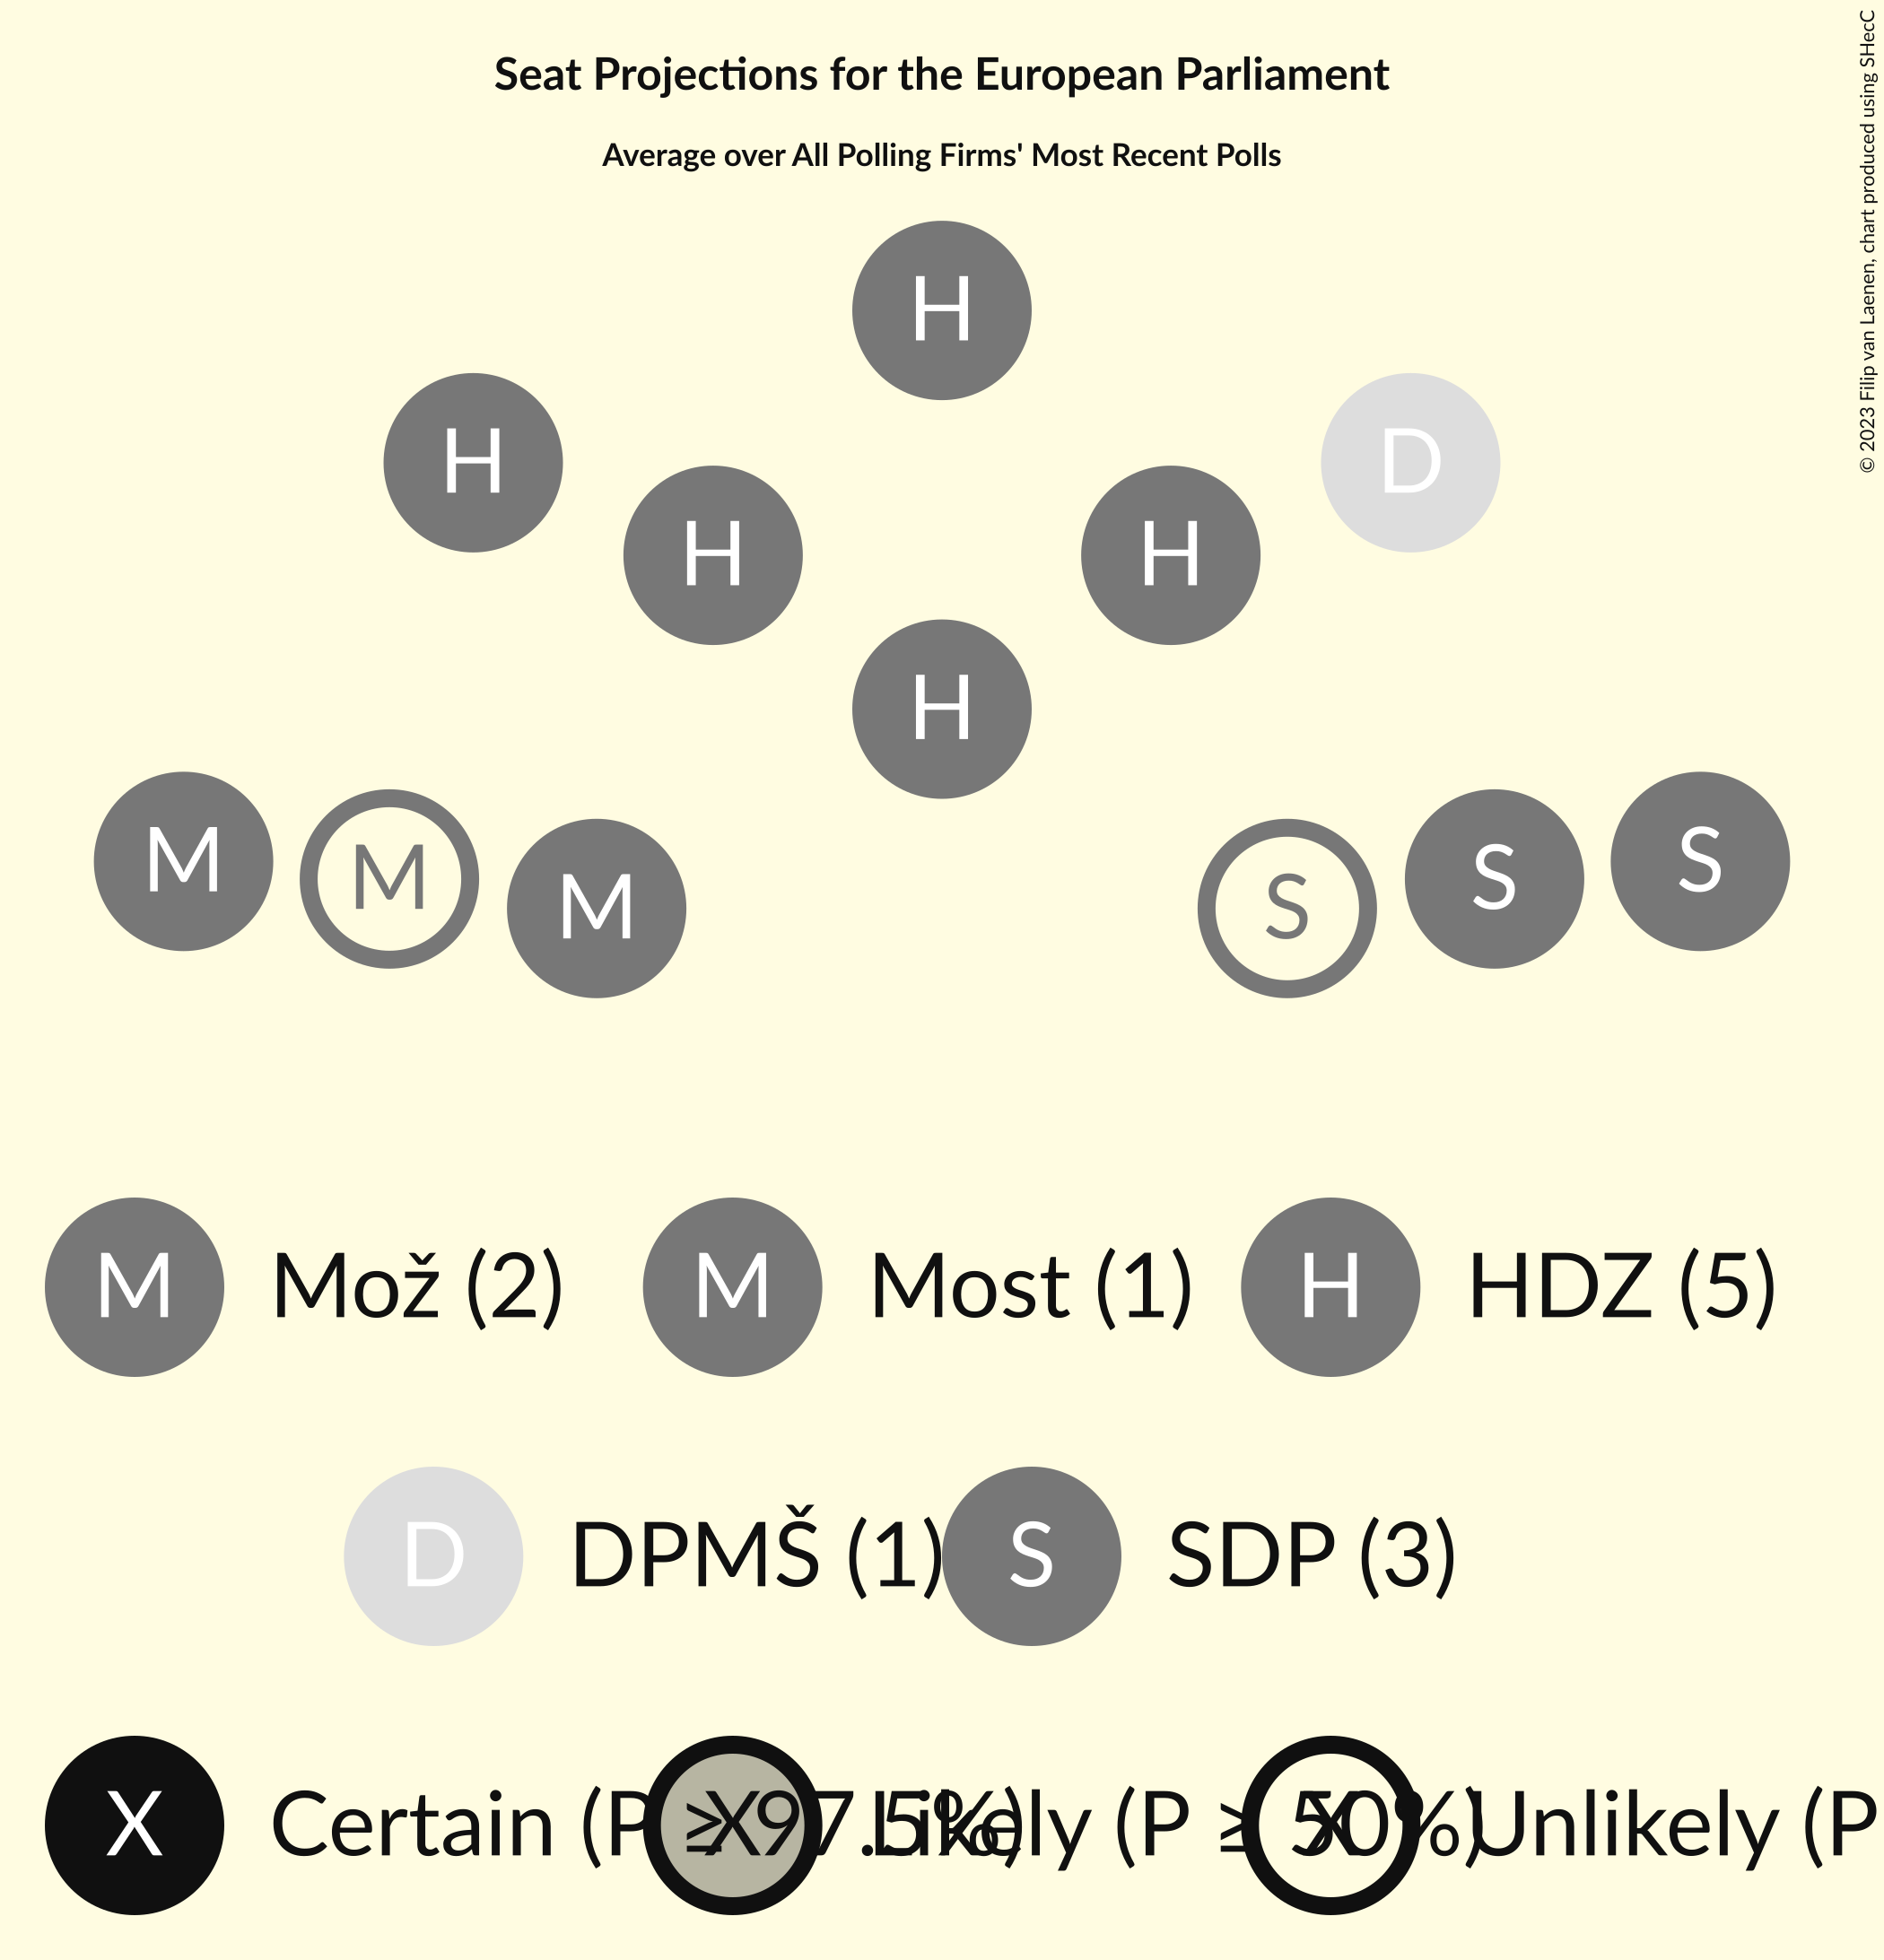 Seat Projections for the European Parliament
Average over All Polling Firms' Most Recent Polls
© 2023 Filip van Laenen, chart produced using SHecC
H
H
D
H
H
H
M
S
M
S
M
S
M Mož (2) M Most (1) H HDZ (5)
D DPMŠ (1) S SDP (3)
X Certain (P ≥ 97.5%) X Likely (P ≥ 50%) X Unlikely (P